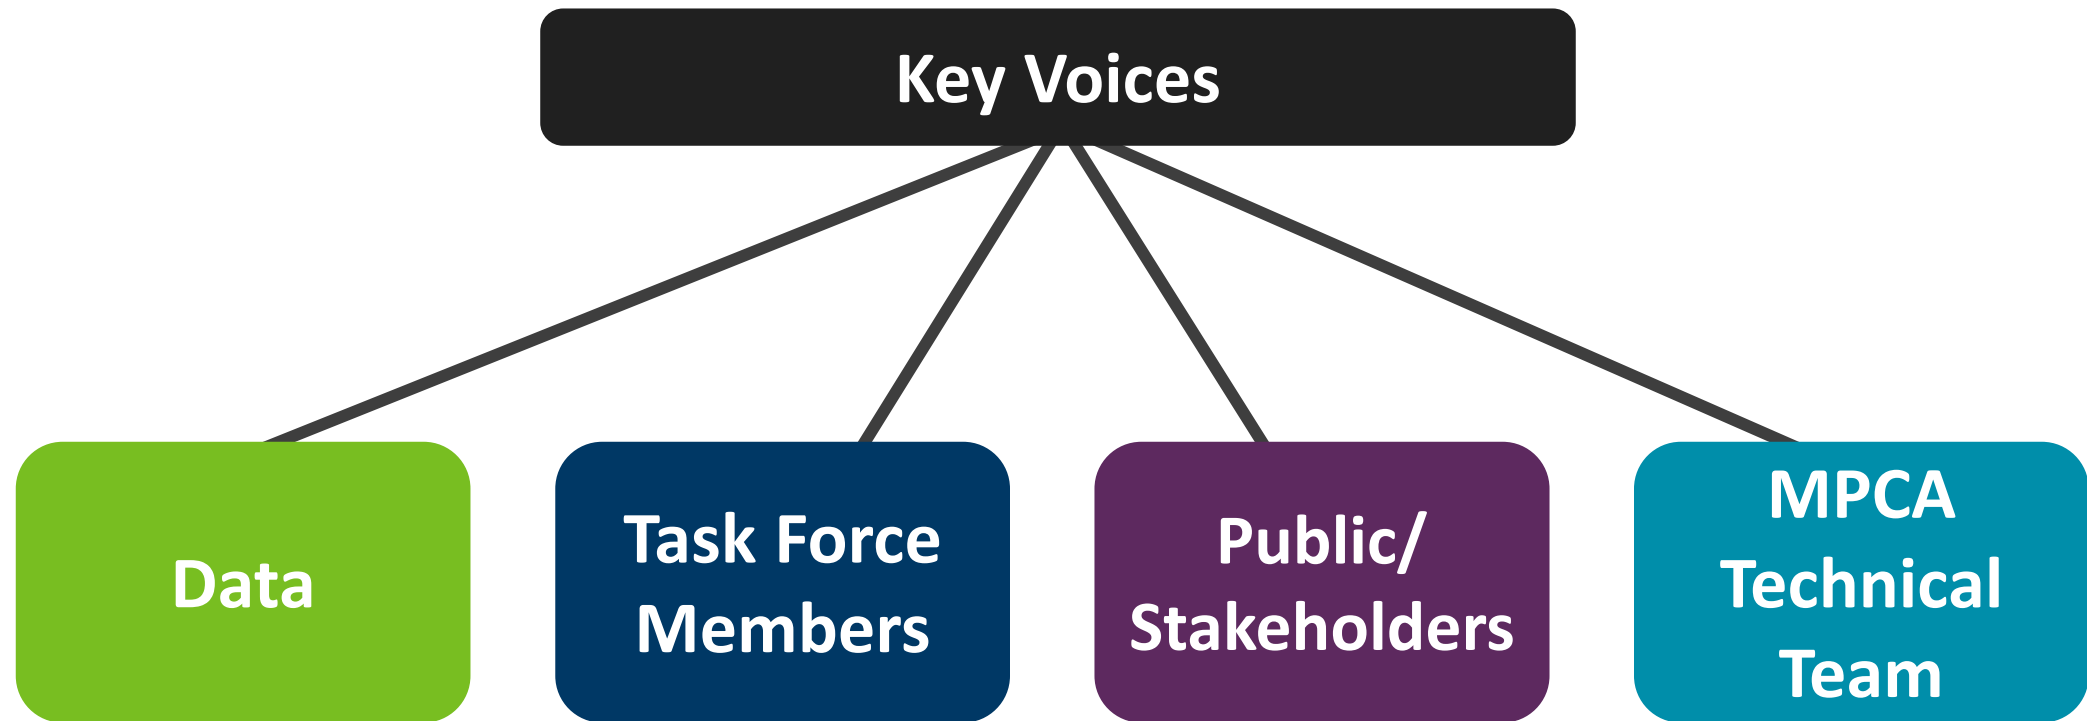 Key Voices
Data
Task Force
Members
Public/
Stakeholders
MPCA
Technical
Team